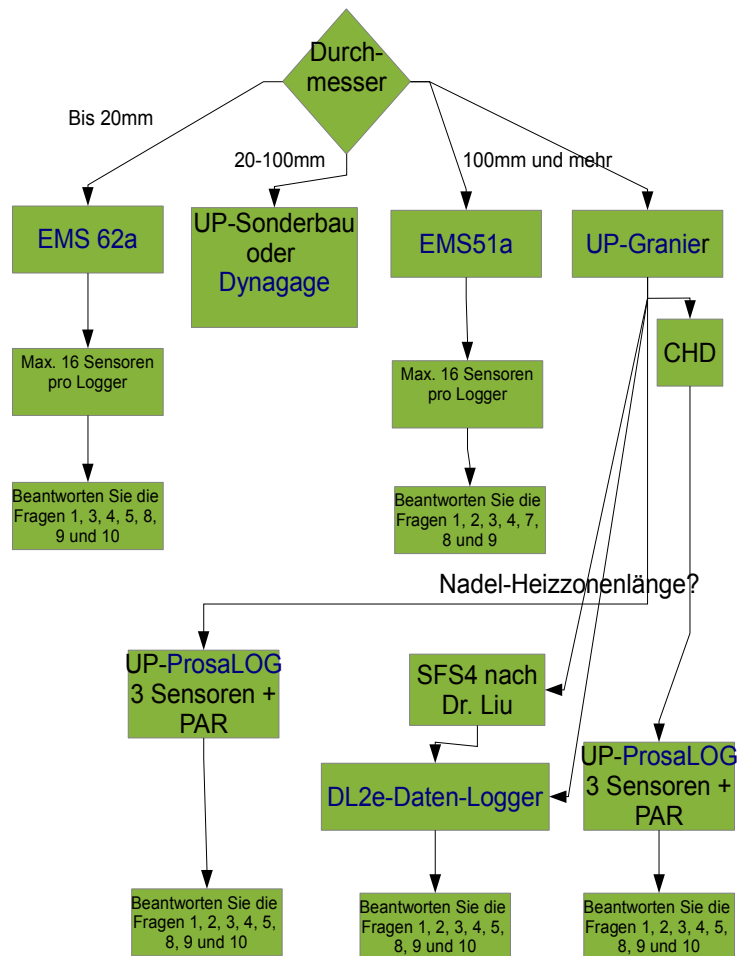 Durch-
messer
Bis 20mm
20-100mm
100mm und mehr
EMS 62a
UP-Sonderbau
oder
Dynagage
EMS51a
UP-Granier
CHD
Max. 16 Sensoren
pro Logger
Max. 16 Sensoren
pro Logger
Beantworten Sie die
Fragen 1, 3, 4, 5, 8,
9 und 10
Beantworten Sie die
Fragen 1, 2, 3, 4, 7,
8 und 9
Nadel-Heizzonenlänge?
UP-ProsaLOG
3 Sensoren +
PAR
SFS4 nach
Dr. Liu
DL2e-Daten-Logger
UP-ProsaLOG
3 Sensoren +
PAR
Beantworten Sie die
Fragen 1, 2, 3, 4, 5,
8, 9 und 10
Beantworten Sie die
Fragen 1, 2, 3, 4, 5,
8, 9 und 10
Beantworten Sie die
Fragen 1, 2, 3, 4, 5,
8, 9 und 10